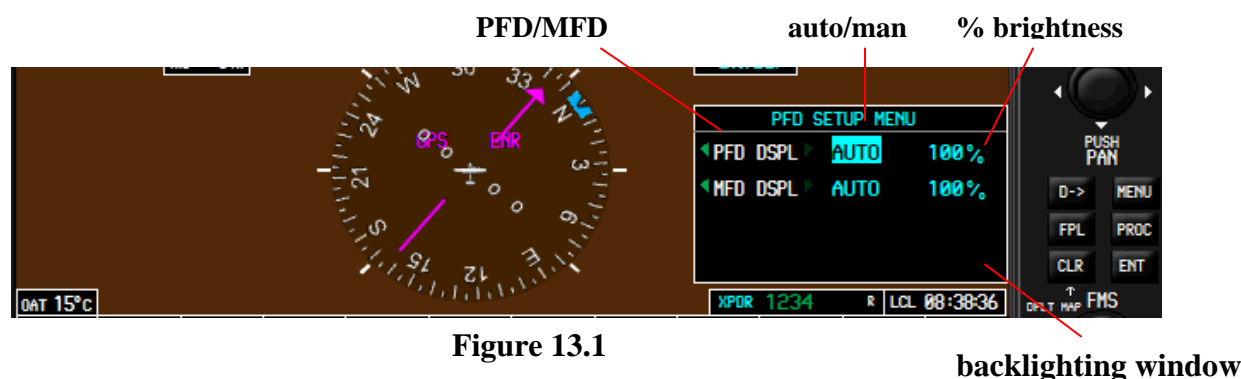 PFD/MFD auto/man % brightness
30 33 N 3 6 E 12 15 S 21 24 W
GPS ENR
PFD SETUP MENU
PFD DSPL AUTO 100%
MFD DSPL AUTO 100%
PUSH
PAN
D-> MENU
FPL PROC
CLR ENT
DFLT MAP FMS
OAT 15°C
XPDR 1234 R LCL 08:38:36
Figure 13.1
backlighting window